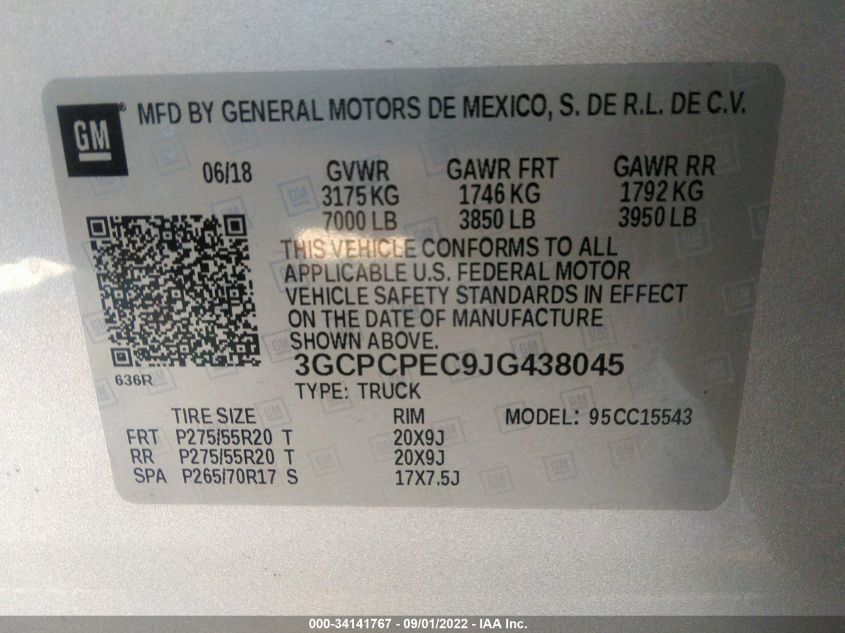 GM
MFD BY GENERAL MOTORS DE MEXICO, S. DE R.L. DE C.V.
06/18 GVWR GAWR FRT GAWR RR
3175 KG 1746 KG 1792 KG
7000 LB 3850 LB 3950 LB
THIS VEHICLE CONFORMS TO ALL
APPLICABLE U.S. FEDERAL MOTOR
VEHICLE SAFETY STANDARDS IN EFFECT
ON THE DATE OF MANUFACTURE
SHOWN ABOVE.
3GCPCPEC9JG438045
636R
TYPE: TRUCK
TIRE SIZE RIM MODEL: 95CC15543
FRT P275/55R20 T 20X9J
RR P275/55R20 T 20X9J
SPA P265/70R17 S 17X7.5J
000-34141767 - 09/01/2022 - IAA Inc.